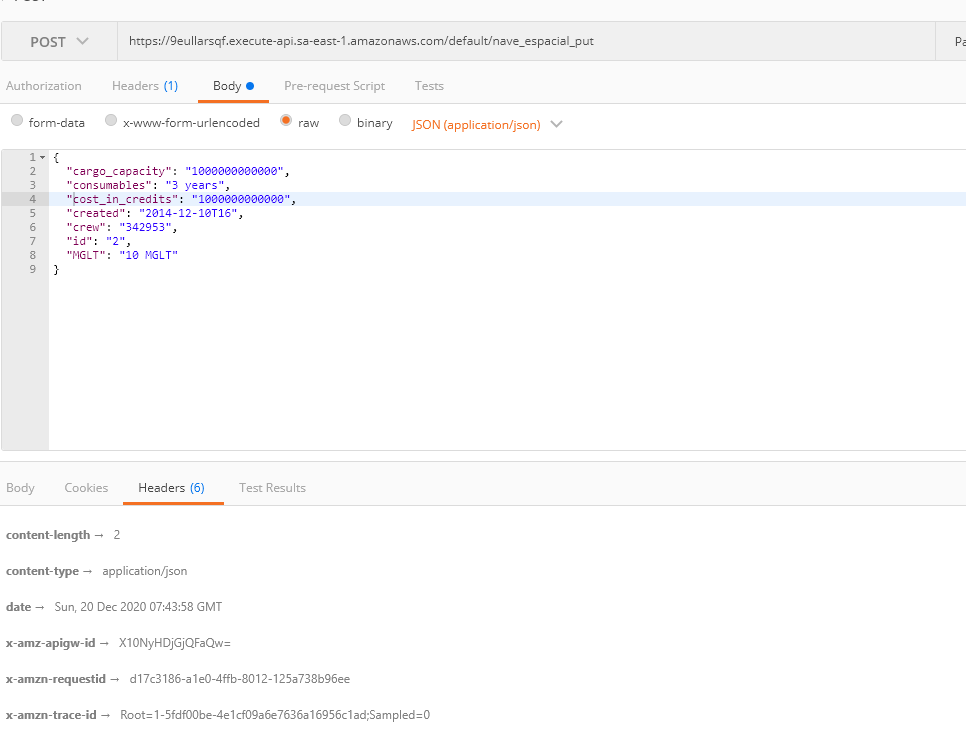 POST
POST https://9eullarsqf.execute-api.sa-east-1.amazonaws.com/default/nave_espacial_put Pa
Authorization Headers (1) Body Pre-request Script Tests
form-data x-www-form-urlencoded raw binary JSON (application/json)
1 {
2 "cargo_capacity": "1000000000000",
3 "consumables": "3 years",
4 "cost_in_credits": "1000000000000",
5 "created": "2014-12-10T16",
6 "crew": "342953",
7 "id": "2",
8 "MGLT": "10 MGLT"
9 }
Body Cookies Headers (6) Test Results
content-length → 2
content-type → application/json
date → Sun, 20 Dec 2020 07:43:58 GMT
x-amz-apigw-id → X10NyHDjGjQFaQw=
x-amzn-requestid → d17c3186-a1e0-4ffb-8012-125a738b96ee
x-amzn-trace-id → Root=1-5fdf00be-4e1cf09a6e7636a16956c1ad;Sampled=0